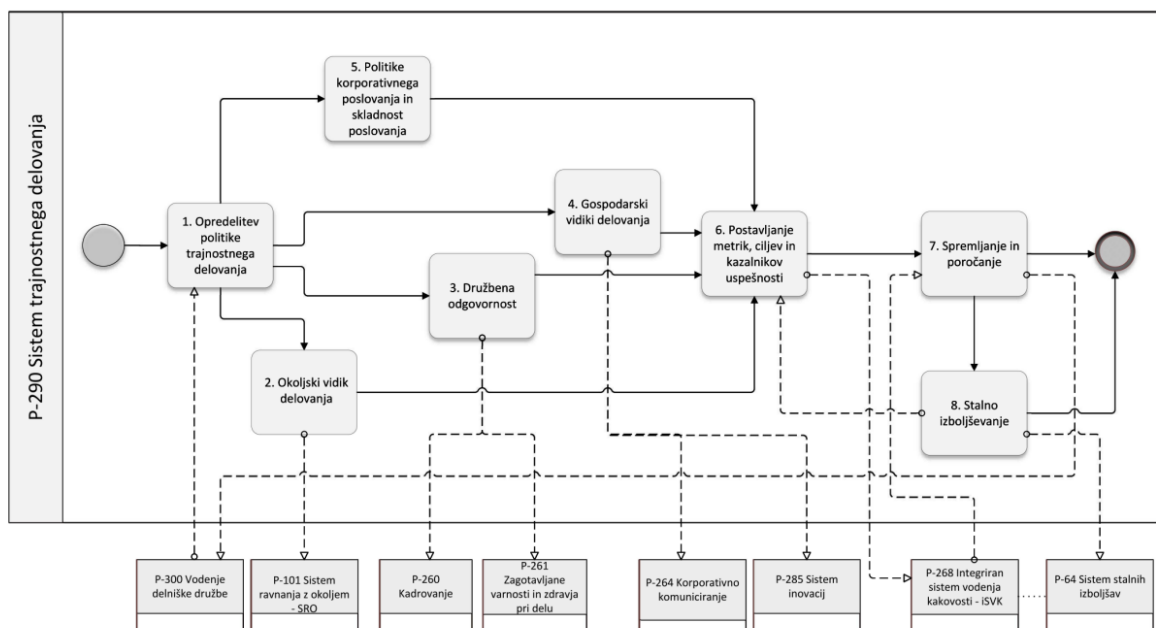 P-290 Sistem trajnostnega delovanja
5. Politike
korporativnega
poslovanja in
skladnost
poslovanja
4. Gospodarski
vidiki delovanja
1. Opredelitev
politike
trajnostnega
delovanja
6. Postavljanje
metrik, ciljev in
kazalnikov
uspešnosti
7. Spremljanje in
poročanje
3. Družbena
odgovornost
2. Okoljski vidik
delovanja
8. Stalno
izboljševanje
P-300 Vodenje
delniške družbe
P-101 Sistem
ravnanja z okoljem
- SRO
P-260
Kadrovanje
P-261
Zagotavljane
varnosti in zdravja
pri delu
P-264 Korporativno
komuniciranje
P-285 Sistem
inovacij
P-268 Integriran
sistem vodenja
kakovosti - iSVK
P-64 Sistem stalnih
izboljšav